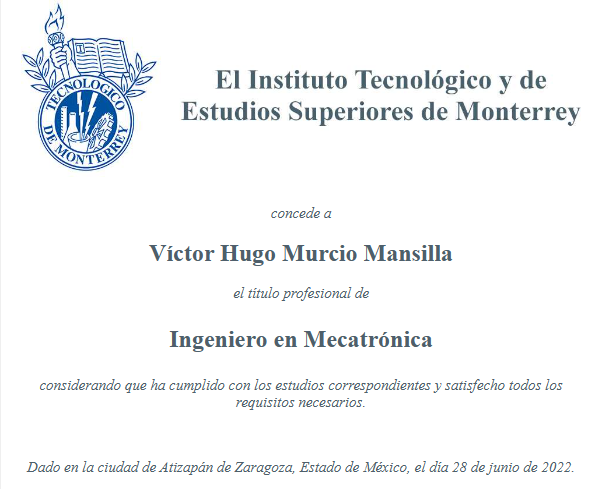 TECNOLOGICO
DE MONTERREY
El Instituto Tecnológico y de
Estudios Superiores de Monterrey
concede a
Víctor Hugo Murcio Mansilla
el título profesional de
Ingeniero en Mecatrónica
considerando que ha cumplido con los estudios correspondientes y satisfecho todos los
requisitos necesarios.
Dado en la ciudad de Atizapán de Zaragoza, Estado de México, el día 28 de junio de 2022.